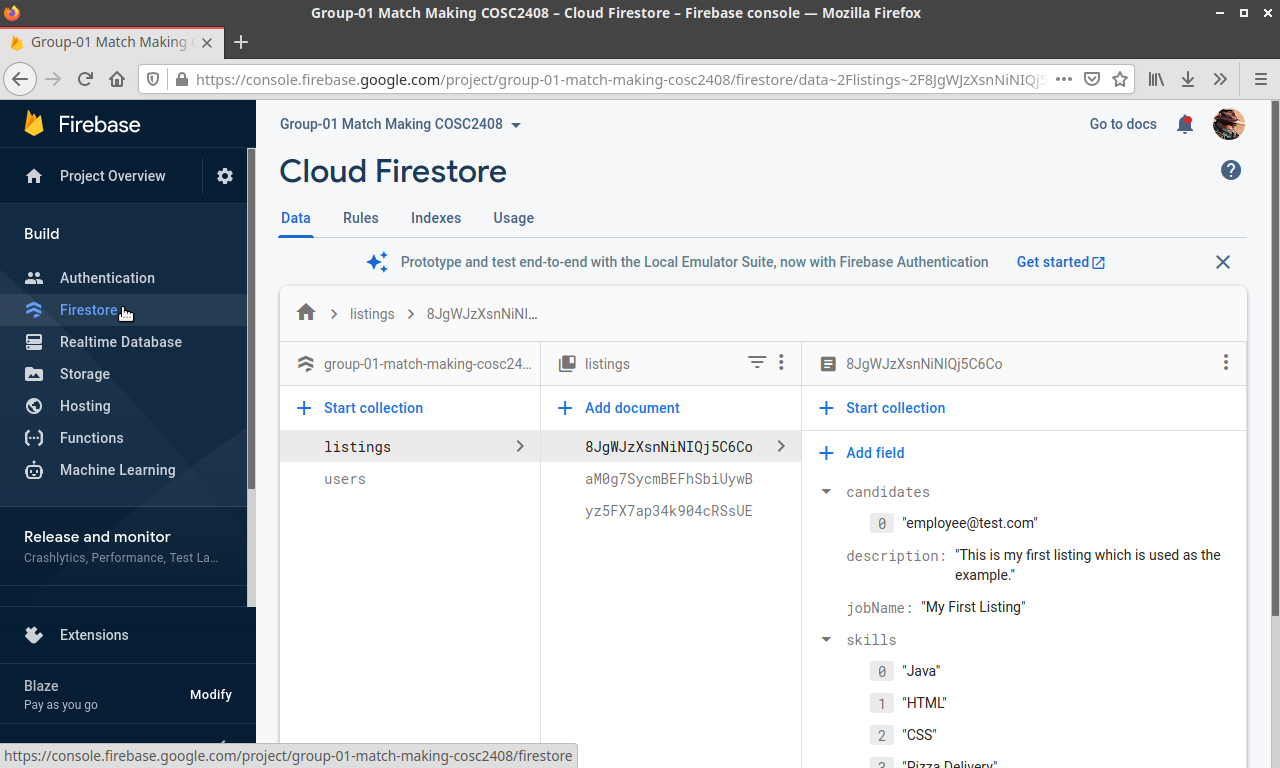 Group-01 Match Making COSC2408 – Cloud Firestore – Firebase console — Mozilla Firefox
Group-01 Match Making
https://console.firebase.google.com/project/group-01-match-making-cosc2408/firestore/data~2Flistings~2F8JgWJzXsnNiNIQj5
Firebase
Group-01 Match Making COSC2408
Go to docs
Project Overview
Cloud Firestore
Data Rules Indexes Usage
Build
Prototype and test end-to-end with the Local Emulator Suite, now with Firebase Authentication Get started
Authentication
Firestore
Realtime Database
Storage
Hosting
Functions
Machine Learning
Release and monitor
Crashlytics, Performance, Test La...
Extensions
Blaze
Pay as you go
Modify
listings 8JgWJzXsnNiNI...
group-01-match-making-cosc24...
Start collection
listings
users
listings
Add document
8JgWJzXsnNiNIQj5C6Co
aM0g7SycmBEFhSbiUywB
yz5FX7ap34k904cRSsUE
8JgWJzXsnNiNIQj5C6Co
Start collection
Add field
candidates
0 "employee@test.com"
description: "This is my first listing which is used as the
example."
jobName: "My First Listing"
skills
0 "Java"
1 "HTML"
2 "CSS"
3 "Pizza Delivery"
https://console.firebase.google.com/project/group-01-match-making-cosc2408/firestore